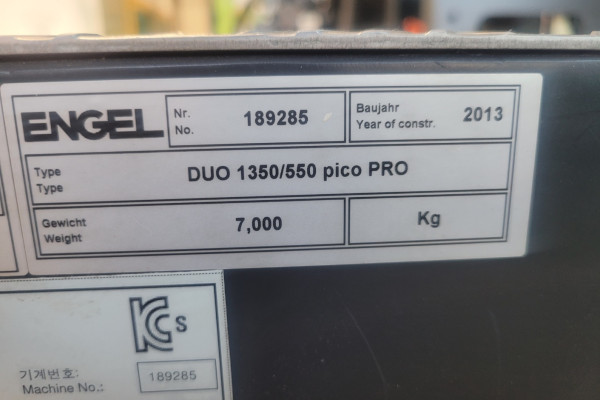 ENGEL
Nr.
No.
189285
Baujahr
Year of constr.
2013
Type
Type
DUO 1350/550 pico PRO
Gewicht
Weight
7,000
Kg
KC s
기계번호:
Machine No.:
189285